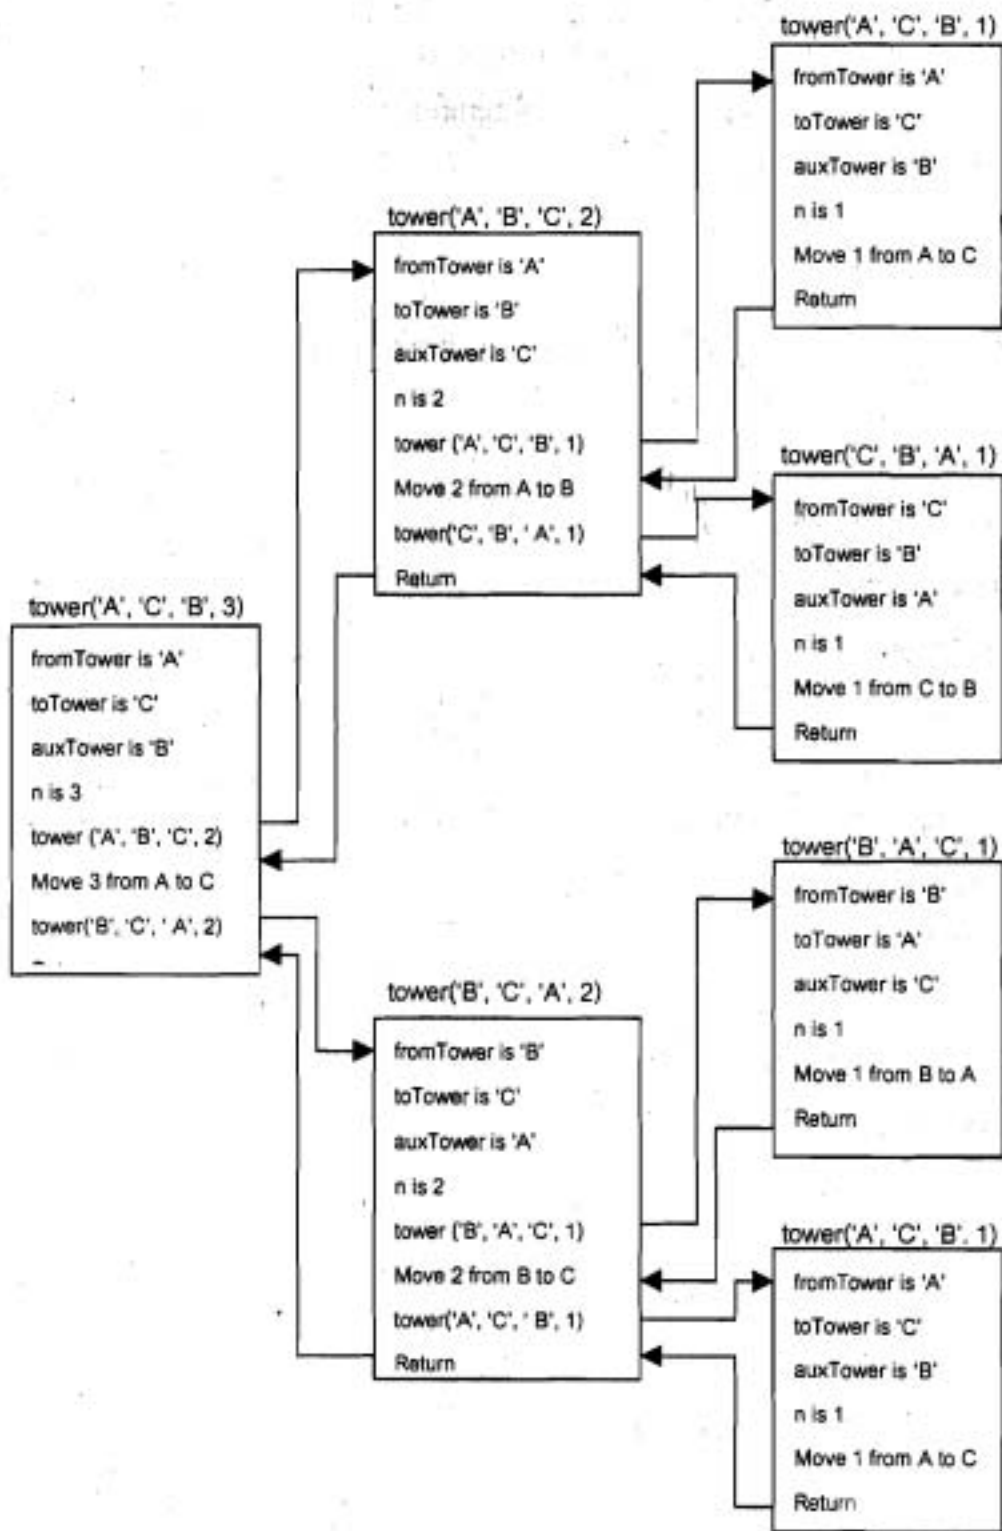 tower('A', 'C', 'B', 1)
fromTower is 'A'
toTower is 'C'
auxTower is 'B'
n is 1
Move 1 from A to C
Return
tower('A', 'B', 'C', 2)
fromTower is 'A'
toTower is 'B'
auxTower is 'C'
n is 2
tower ('A', 'C', 'B', 1)
Move 2 from A to B
tower('C', 'B', ' A', 1)
Return
tower('C', 'B', 'A', 1)
fromTower is 'C'
toTower is 'B'
auxTower is 'A'
n is 1
Move 1 from C to B
Return
tower('A', 'C', 'B', 3)
fromTower is 'A'
toTower is 'C'
auxTower is 'B'
n is 3
tower ('A', 'B', 'C', 2)
Move 3 from A to C
tower('B', 'C', ' A', 2)
tower('B', 'A', 'C', 1)
fromTower is 'B'
toTower is 'A'
auxTower is 'C'
n is 1
Move 1 from B to A
Return
tower('B', 'C', 'A', 2)
fromTower is 'B'
toTower is 'C'
auxTower is 'A'
n is 2
tower ('B', 'A', 'C', 1)
Move 2 from B to C
tower('A', 'C', ' B', 1)
Return
tower('A', 'C', 'B', 1)
fromTower is 'A'
toTower is 'C'
auxTower is 'B'
n is 1
Move 1 from A to C
Return